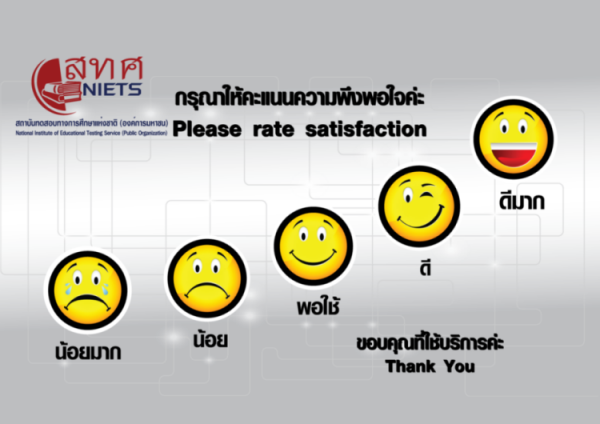 สทศ
NIETS
สถาบันทดสอบทางการศึกษาแห่งชาติ (องค์การมหาชน)
National Institute of Educational Testing Service (Public Organization)
กรุณาให้คะแนนความพึงพอใจค่ะ
Please rate satisfaction
ดีมาก
ดี
พอใช้
น้อย
น้อยมาก
ขอบคุณที่ใช้บริการค่ะ
Thank You